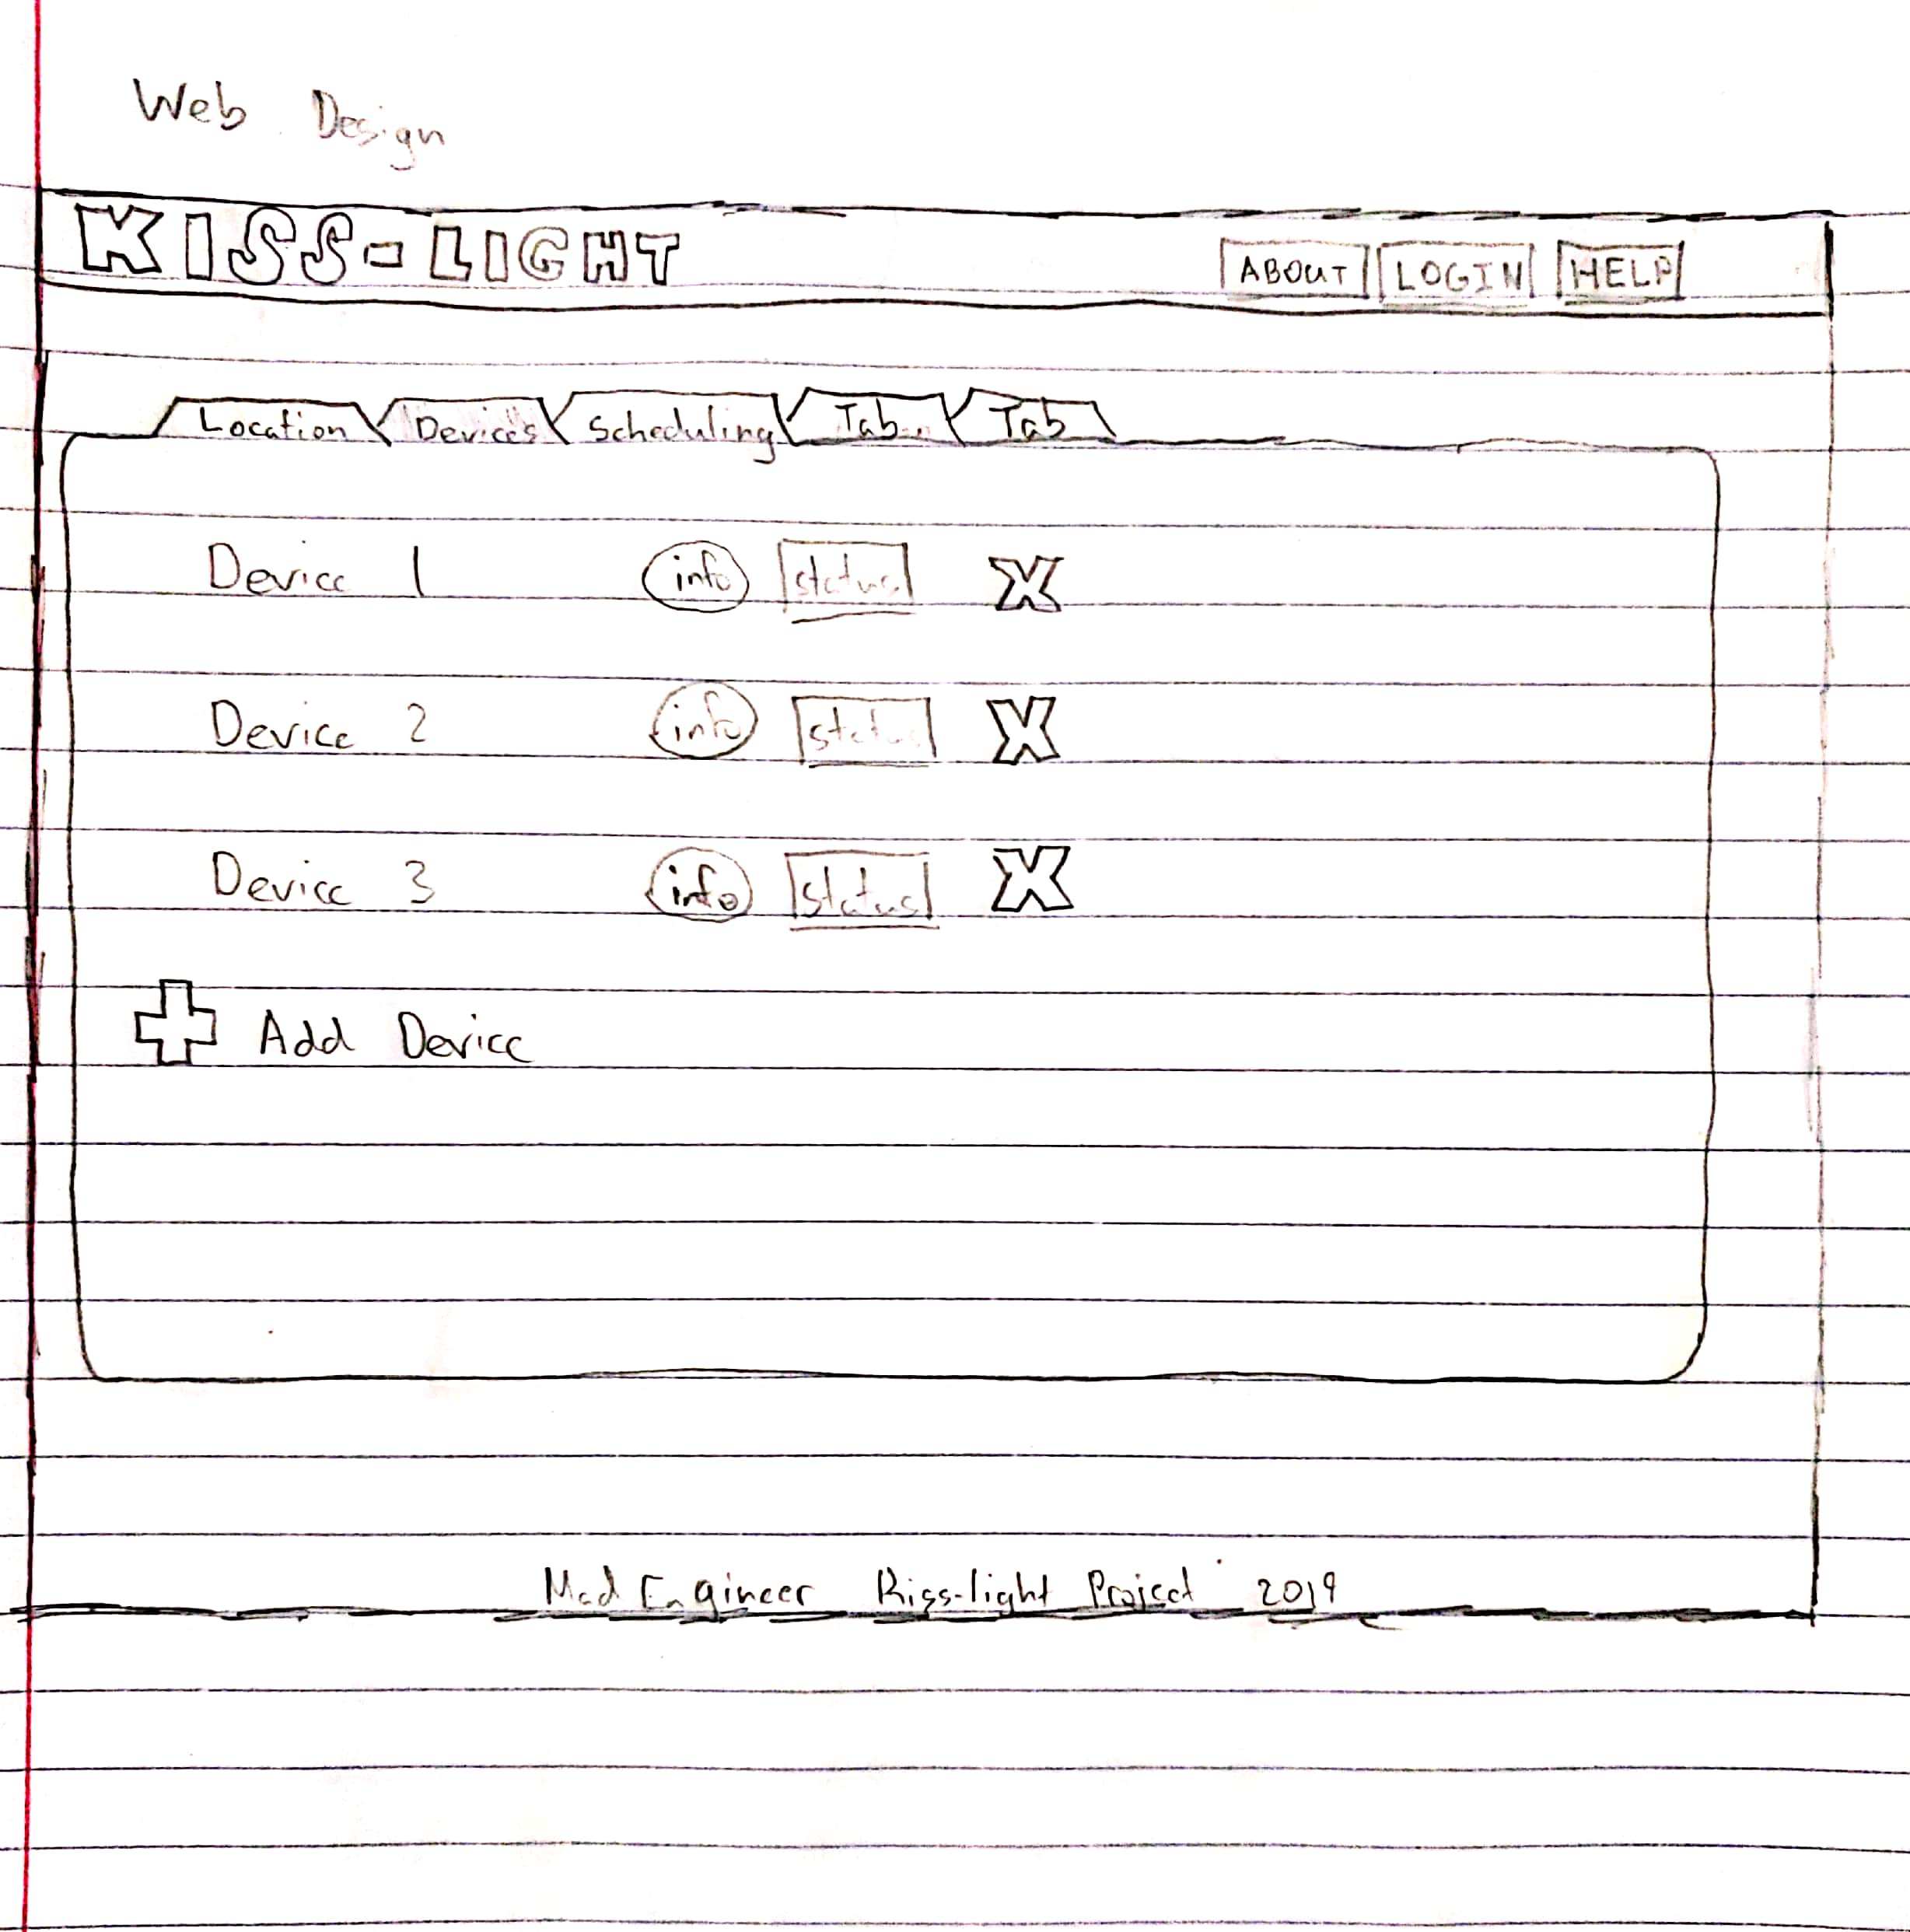 Web Design
KISS-LIGHT ABOUT LOGIN HELP
Location Devices Scheduling Tab Tab
Device 1 info status X
Device 2 info status X
Device 3 info status X
Add Device
Mad Engineer Kiss-light Project 2019